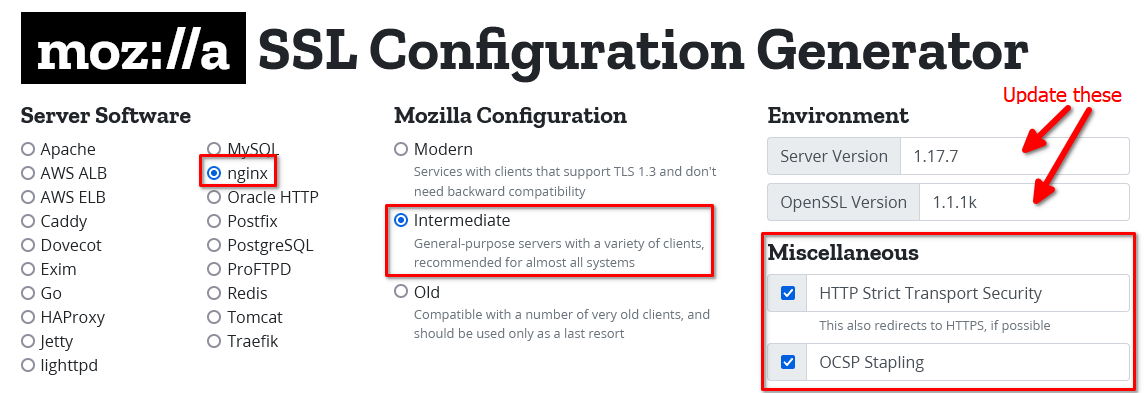 moz://a SSL Configuration Generator
Update these
Server Software
Apache
AWS ALB
AWS ELB
Caddy
Dovecot
Exim
Go
HAProxy
Jetty
lighttpd
MySQL
nginx
Oracle HTTP
Postfix
PostgreSQL
ProFTPD
Redis
Tomcat
Traefik
Mozilla Configuration
Modern
Services with clients that support TLS 1.3 and don't
need backward compatibility
Intermediate
General-purpose servers with a variety of clients,
recommended for almost all systems
Old
Compatible with a number of very old clients, and
should be used only as a last resort
Environment
Server Version 1.17.7
OpenSSL Version 1.1.1k
Miscellaneous
HTTP Strict Transport Security
This also redirects to HTTPS, if possible
OCSP Stapling